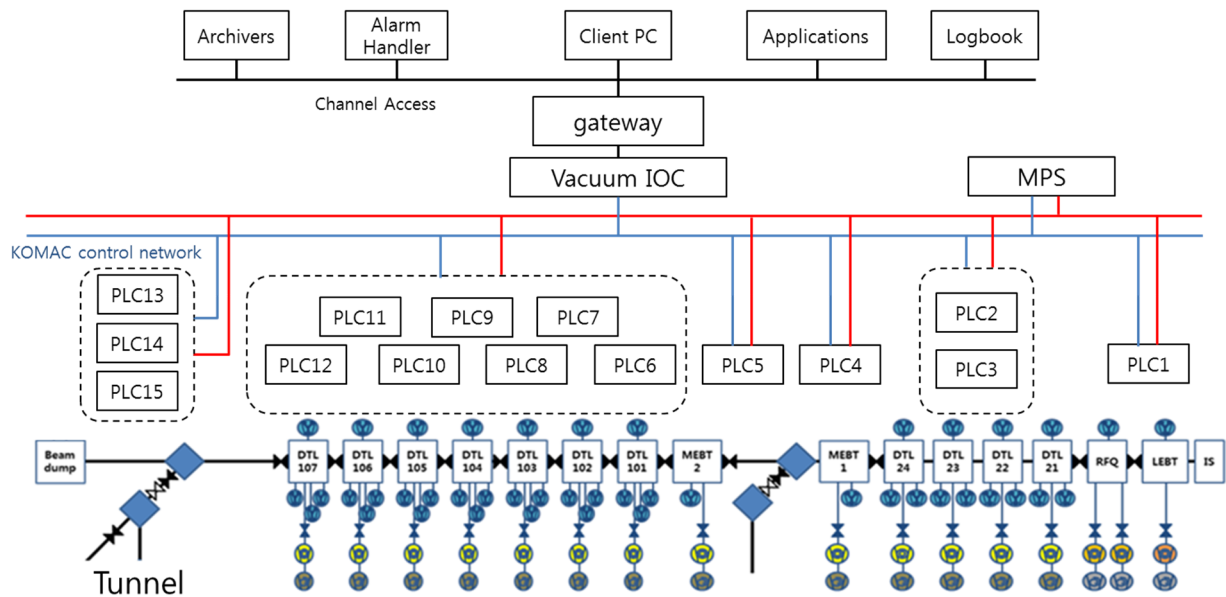 Archivers
Alarm
Handler
Client PC
Applications
Logbook
Channel Access
gateway
Vacuum IOC
MPS
KOMAC control network
PLC13
PLC14
PLC15
PLC11
PLC9
PLC7
PLC12
PLC10
PLC8
PLC6
PLC5
PLC4
PLC2
PLC3
PLC1
Beam
dump
DTL
107
DTL
106
DTL
105
DTL
104
DTL
103
DTL
102
DTL
101
MEBT
2
MEBT
1
DTL
24
DTL
23
DTL
22
DTL
21
RFQ
LEBT
IS
Tunnel